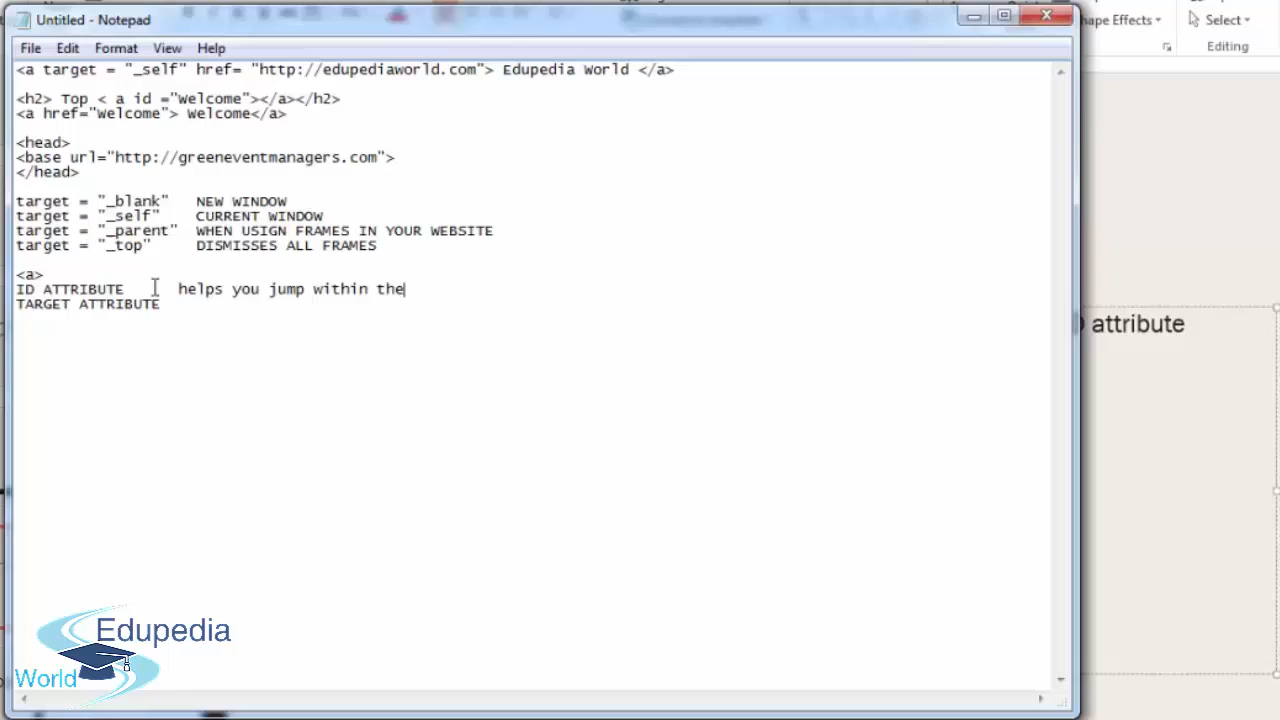 Untitled - Notepad
File Edit Format View Help
<a target = "_self" href= "http://edupediaworld.com"> Edupedia World </a>
<h2> Top < a id ="Welcome"></a></h2>
<a href="Welcome"> Welcome</a>
<head>
<base url="http://greeneventmanagers.com">
</head>
target = "_blank" NEW WINDOW
target = "_self" CURRENT WINDOW
target = "_parent" WHEN USIGN FRAMES IN YOUR WEBSITE
target = "_top" DISMISSES ALL FRAMES
<a>
ID ATTRIBUTE helps you jump within the
TARGET ATTRIBUTE
hape Effects
Select
Editing
attribute
Edupedia
World